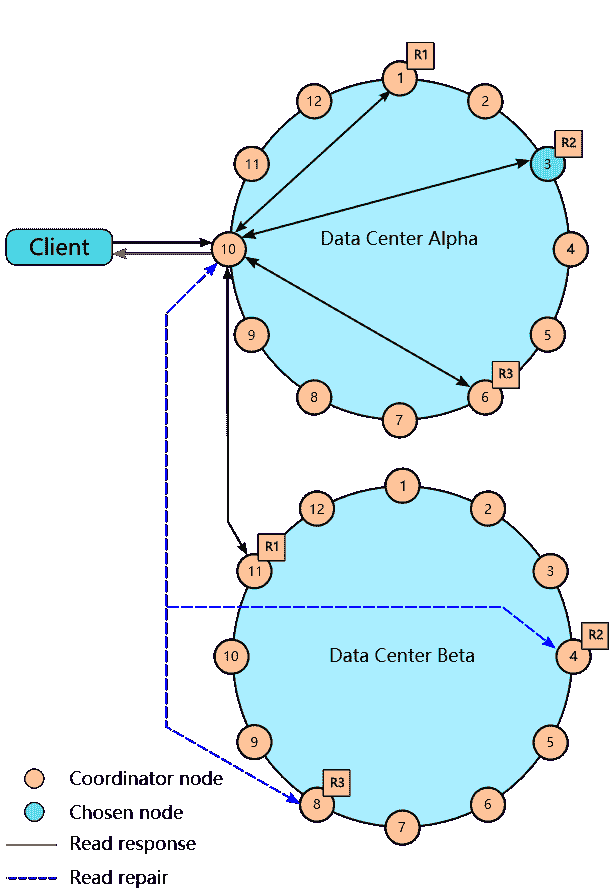 R1
1
12
2
R2
11
3
Client
10
Data Center Alpha
4
9
5
R3
8
6
7
1
12
2
R1
11
3
R2
10
Data Center Beta
4
9
5
R3
8
6
7
Coordinator node
Chosen node
Read response
Read repair